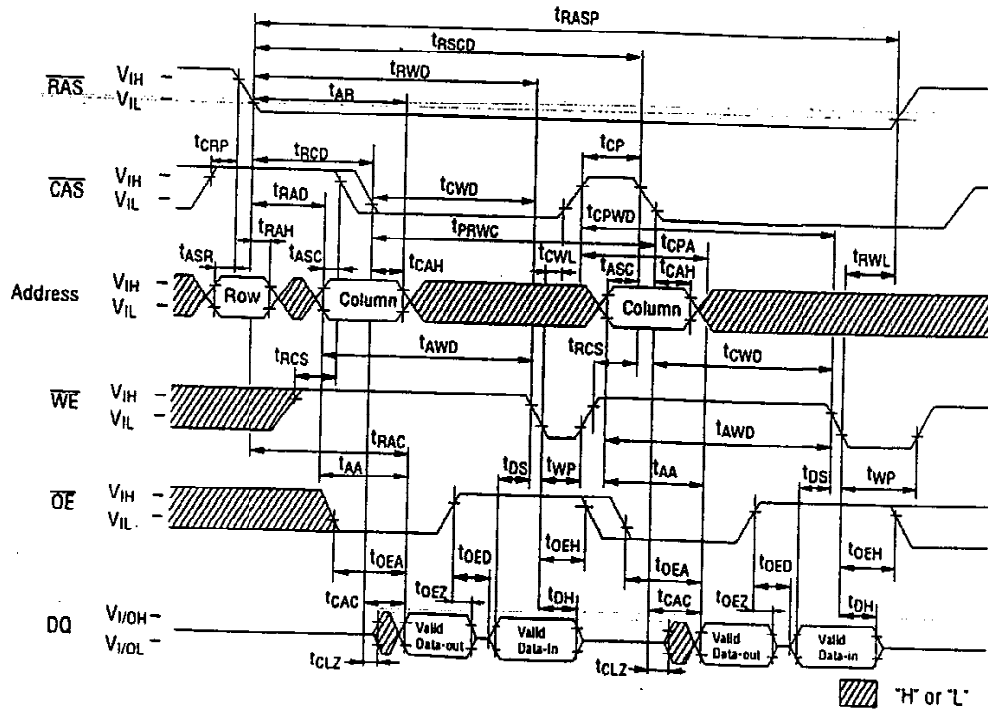 tRASP
tRSCD
tRWD
RAS VIH
VIL
tAR
tCRP
tRCD
tCP
CAS VIH
VIL
tRAD
tCWD
tCPWD
tPRWC
tRAH
tASR
tASC
tCAH
tCWL
tCPA
tASC
tCAH
tRWL
Address VIH
VIL
Row
Column
Column
tRCS
tAWD
tRCS
tCWD
WE VIH
VIL
tRAC
tAWD
tAA
tDS
tWP
tAA
tDS
tWP
OE VIH
VIL
tOEA
tOED
tOEH
tOEA
tOED
tOEH
tCAC
tOEZ
tDH
tCAC
tOEZ
tDH
DQ VI/OH
VI/OL
Valid Data-out
Valid Data-In
Valid Data-out
Valid Data-in
tCLZ
tCLZ
"H" or "L"